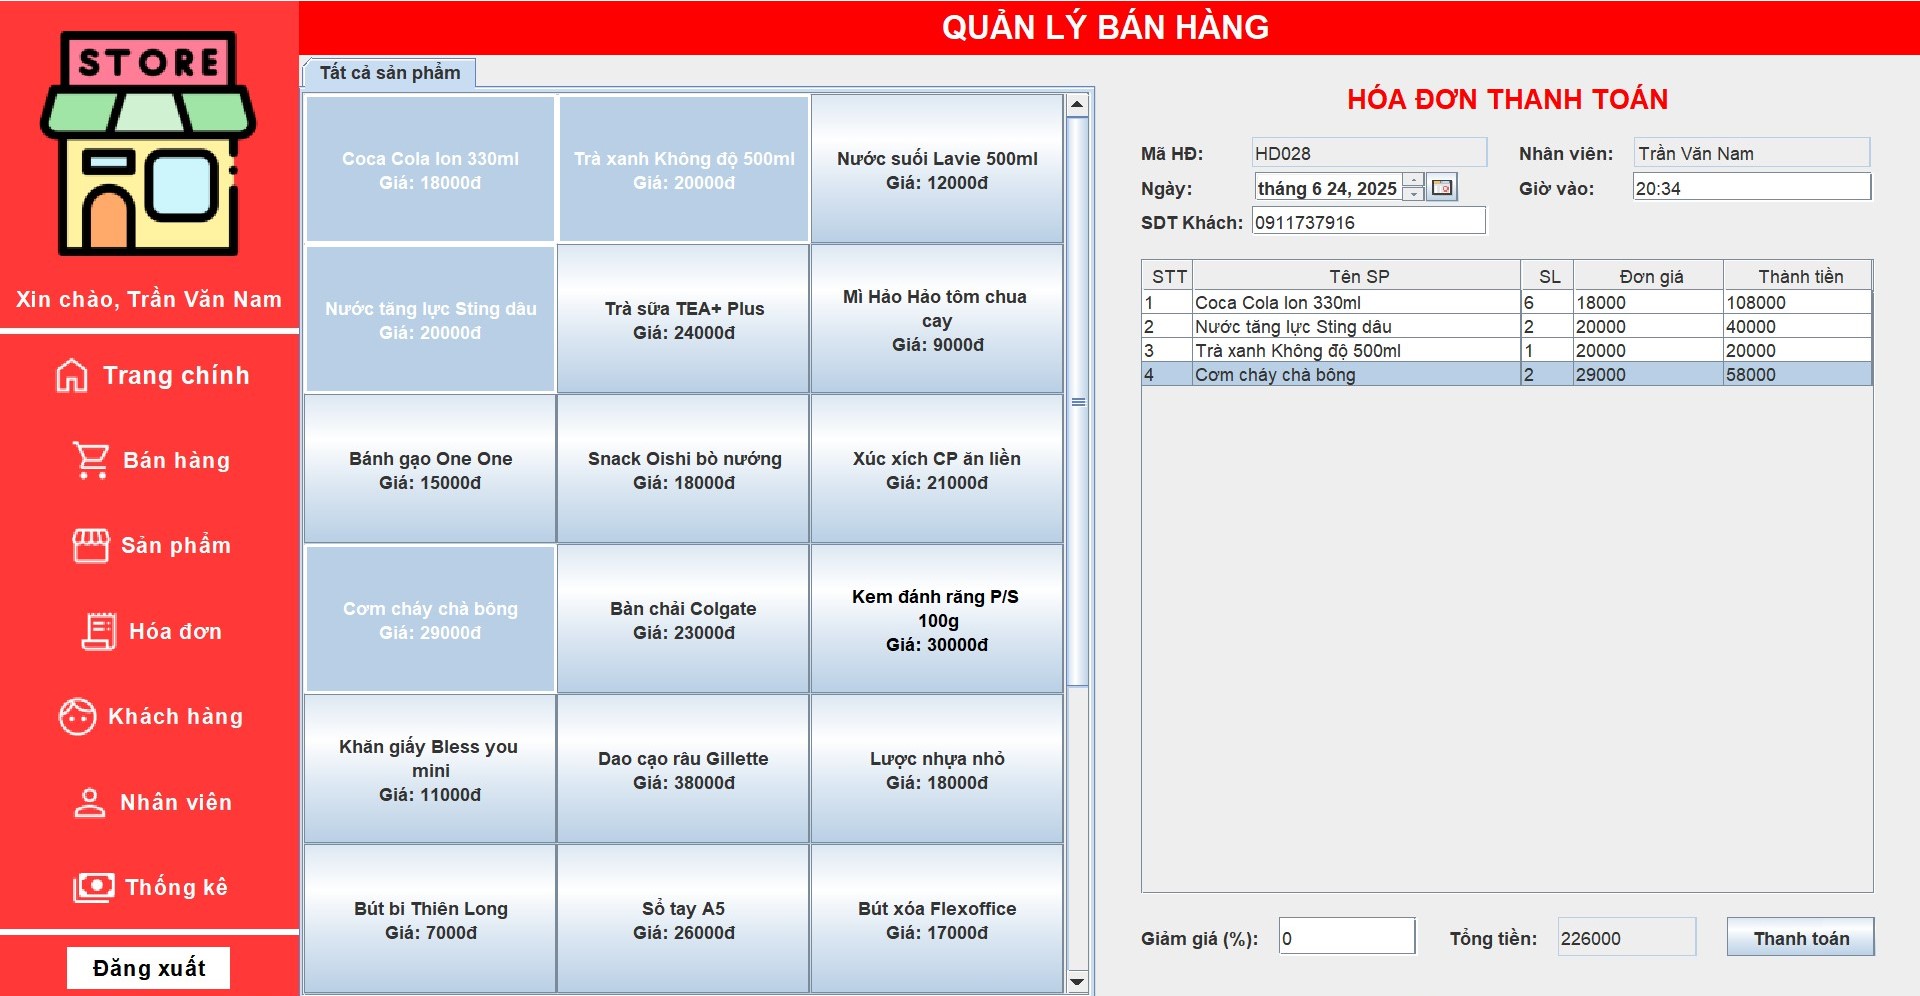 QUẢN LÝ BÁN HÀNG
STORE
Xin chào, Trần Văn Nam
Trang chính
Bán hàng
Sản phẩm
Hóa đơn
Khách hàng
Nhân viên
Thống kê
Đăng xuất
Tất cả sản phẩm
Coca Cola lon 330ml
Giá: 18000đ
Trà xanh Không độ 500ml
Giá: 20000đ
Nước suối Lavie 500ml
Giá: 12000đ
Nước tăng lực Sting dâu
Giá: 20000đ
Trà sữa TEA+ Plus
Giá: 24000đ
Mì Hảo Hảo tôm chua
cay
Giá: 9000đ
Bánh gạo One One
Giá: 15000đ
Snack Oishi bò nướng
Giá: 18000đ
Xúc xích CP ăn liền
Giá: 21000đ
Cơm cháy chà bông
Giá: 29000đ
Bàn chải Colgate
Giá: 23000đ
Kem đánh răng P/S
100g
Giá: 30000đ
Khăn giấy Bless you
mini
Giá: 11000đ
Dao cạo râu Gillette
Giá: 38000đ
Lược nhựa nhỏ
Giá: 18000đ
Bút bi Thiên Long
Giá: 7000đ
Sổ tay A5
Giá: 26000đ
Bút xóa Flexoffice
Giá: 17000đ
HÓA ĐƠN THANH TOÁN
Mã HĐ: HD028 Nhân viên: Trần Văn Nam
Ngày: tháng 6 24, 2025 Giờ vào: 20:34
SDT Khách: 0911737916
STT Tên SP SL Đơn giá Thành tiền
1 Coca Cola lon 330ml 6 18000 108000
2 Nước tăng lực Sting dâu 2 20000 40000
3 Trà xanh Không độ 500ml 1 20000 20000
4 Cơm cháy chà bông 2 29000 58000
Giảm giá (%): 0 Tổng tiền: 226000 Thanh toán